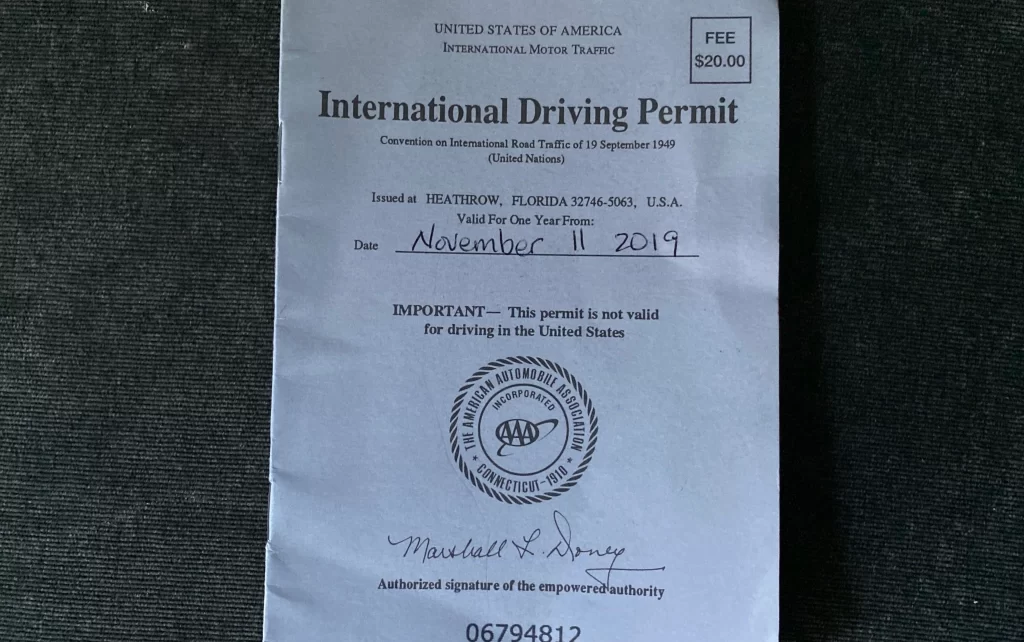 UNITED STATES OF AMERICA
INTERNATIONAL MOTOR TRAFFIC
FEE
$20.00
International Driving Permit
Convention on International Road Traffic of 19 September 1949
(United Nations)
Issued at HEATHROW, FLORIDA 32746-5063, U.S.A.
Valid For One Year From:
Date November 11 2019
IMPORTANT— This permit is not valid
for driving in the United States
THE AMERICAN AUTOMOBILE ASSOCIATION
INCORPORATED
AAA
* CONNECTICUT-1910 *
Marshall L. Doney
Authorized signature of the empowered authority
06794812